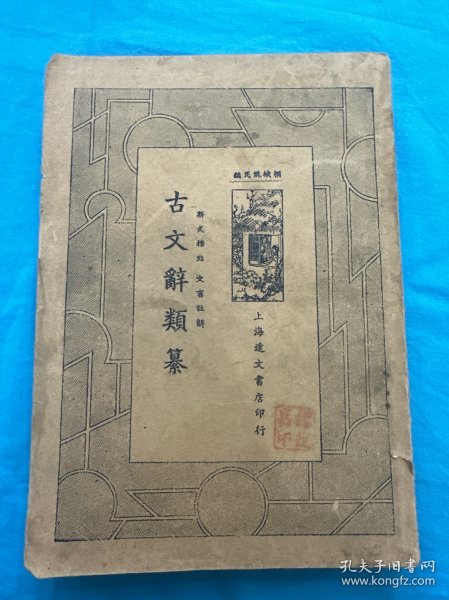 桐城姚氏編
上海達文書店印行
新式標點 文言註解
古文辭類纂
孔夫子旧书网
www.kongfz.com